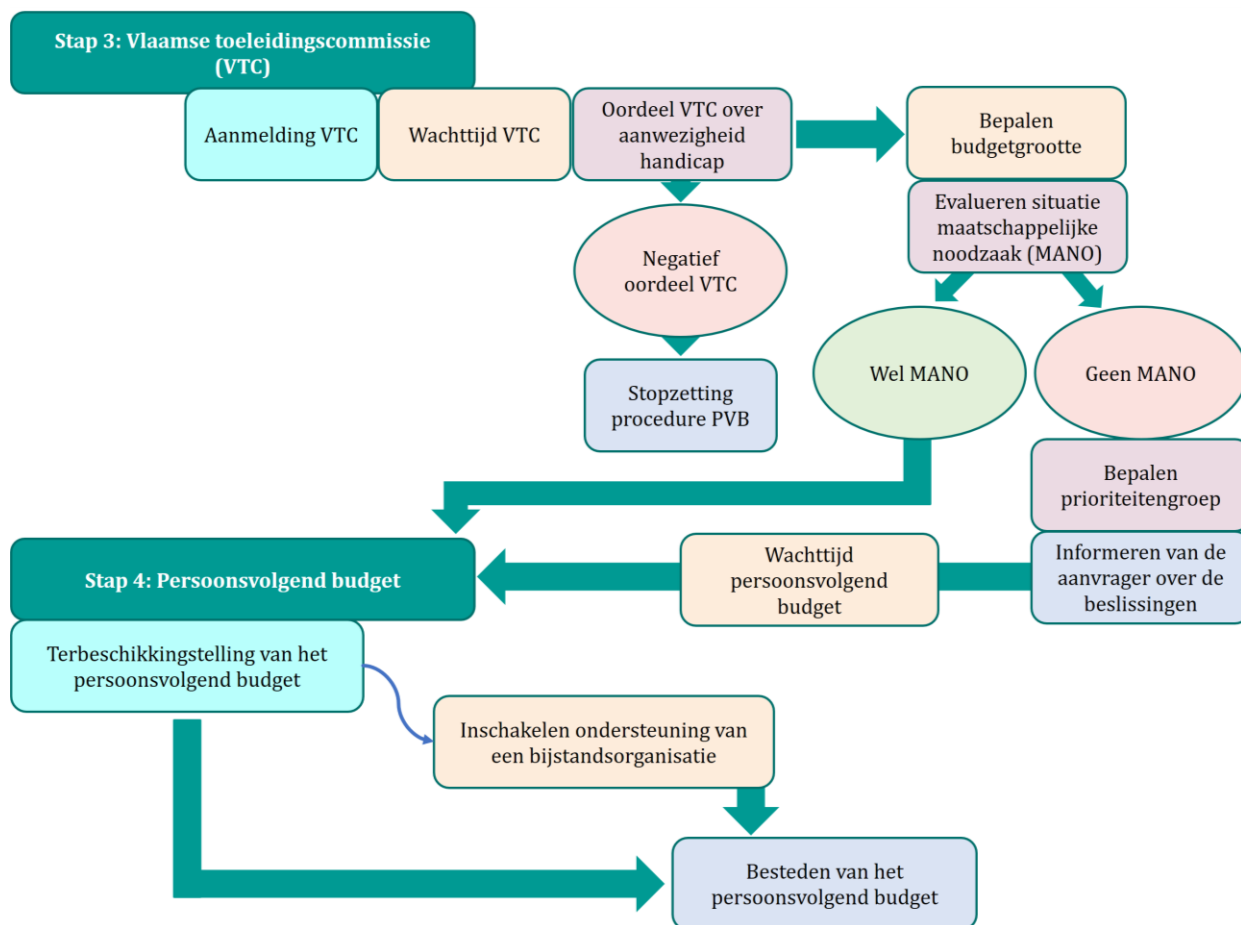 Stap 3: Vlaamse toeleidingscommissie
(VTC)
Aanmelding VTC
Wachttijd VTC
Oordeel VTC over
aanwezigheid
handicap
Bepalen
budgetgrootte
Evalueren situatie
maatschappelijke
noodzaak (MANO)
Negatief
oordeel VTC
Stopzetting
procedure PVB
Wel MANO
Geen MANO
Bepalen
prioriteitengroep
Informeren van de
aanvrager over de
beslissingen
Wachttijd
persoonsvolgend
budget
Stap 4: Persoonsvolgend budget
Terbeschikkingstelling van het
persoonsvolgend budget
Inschakelen ondersteuning van
een bijstandsorganisatie
Besteden van het
persoonsvolgend budget